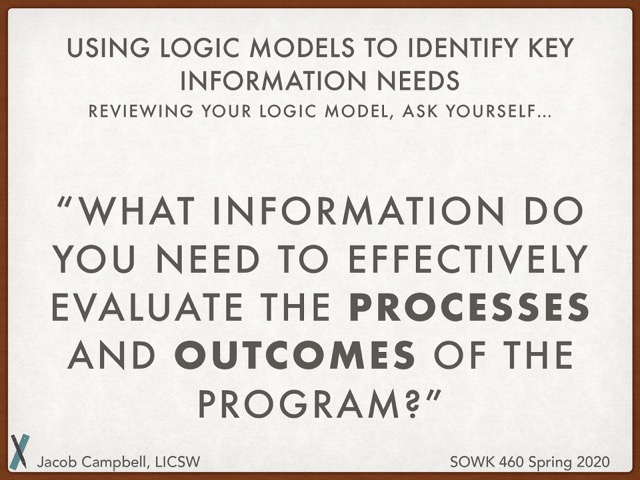 USING LOGIC MODELS TO IDENTIFY KEY
INFORMATION NEEDS
REVIEWING YOUR LOGIC MODEL, ASK YOURSELF…
“WHAT INFORMATION DO
YOU NEED TO EFFECTIVELY
EVALUATE THE PROCESSES
AND OUTCOMES OF THE
PROGRAM?”
Jacob Campbell, LICSW
SOWK 460 Spring 2020